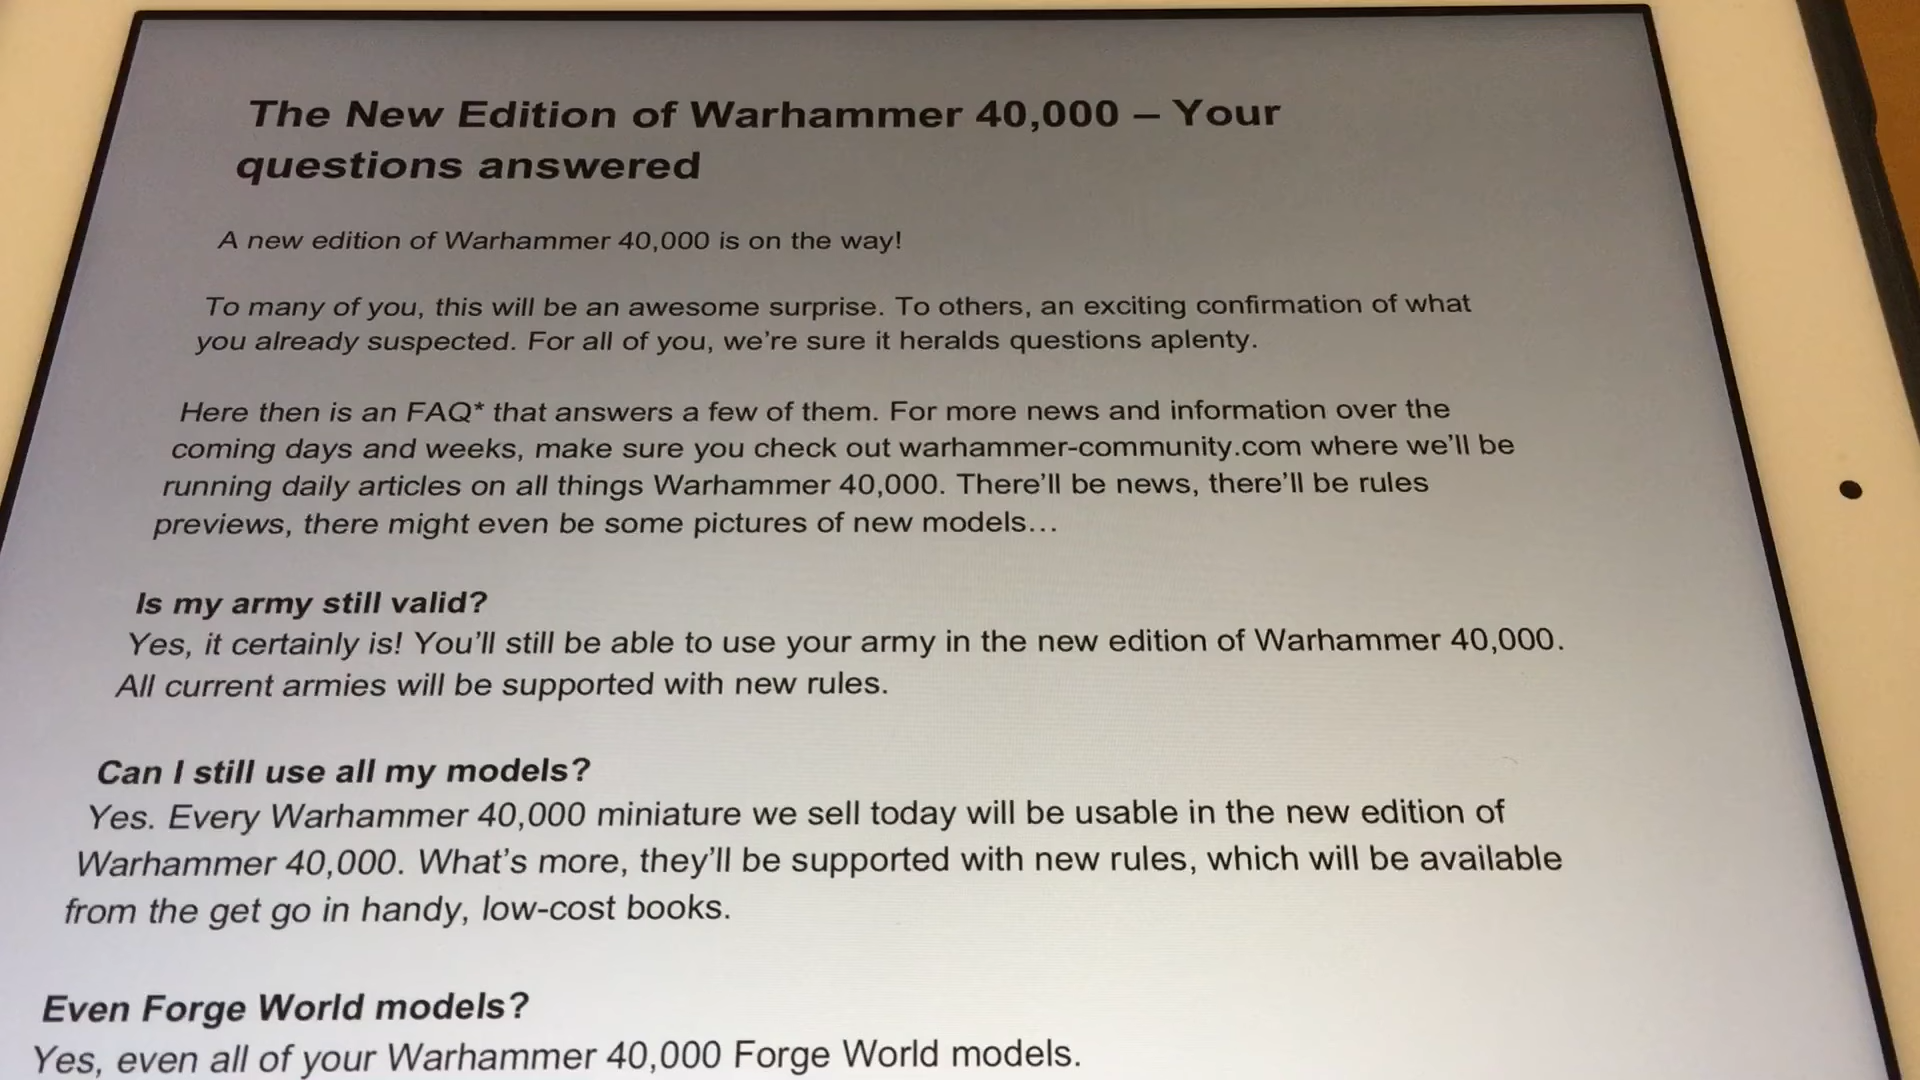 The New Edition of Warhammer 40,000 – Your
questions answered
A new edition of Warhammer 40,000 is on the way!
To many of you, this will be an awesome surprise. To others, an exciting confirmation of what
you already suspected. For all of you, we're sure it heralds questions aplenty.
Here then is an FAQ* that answers a few of them. For more news and information over the
coming days and weeks, make sure you check out warhammer-community.com where we'll be
running daily articles on all things Warhammer 40,000. There'll be news, there'll be rules
previews, there might even be some pictures of new models…
Is my army still valid?
Yes, it certainly is! You'll still be able to use your army in the new edition of Warhammer 40,000.
All current armies will be supported with new rules.
Can I still use all my models?
Yes. Every Warhammer 40,000 miniature we sell today will be usable in the new edition of
Warhammer 40,000. What's more, they'll be supported with new rules, which will be available
from the get go in handy, low-cost books.
Even Forge World models?
Yes, even all of your Warhammer 40,000 Forge World models.